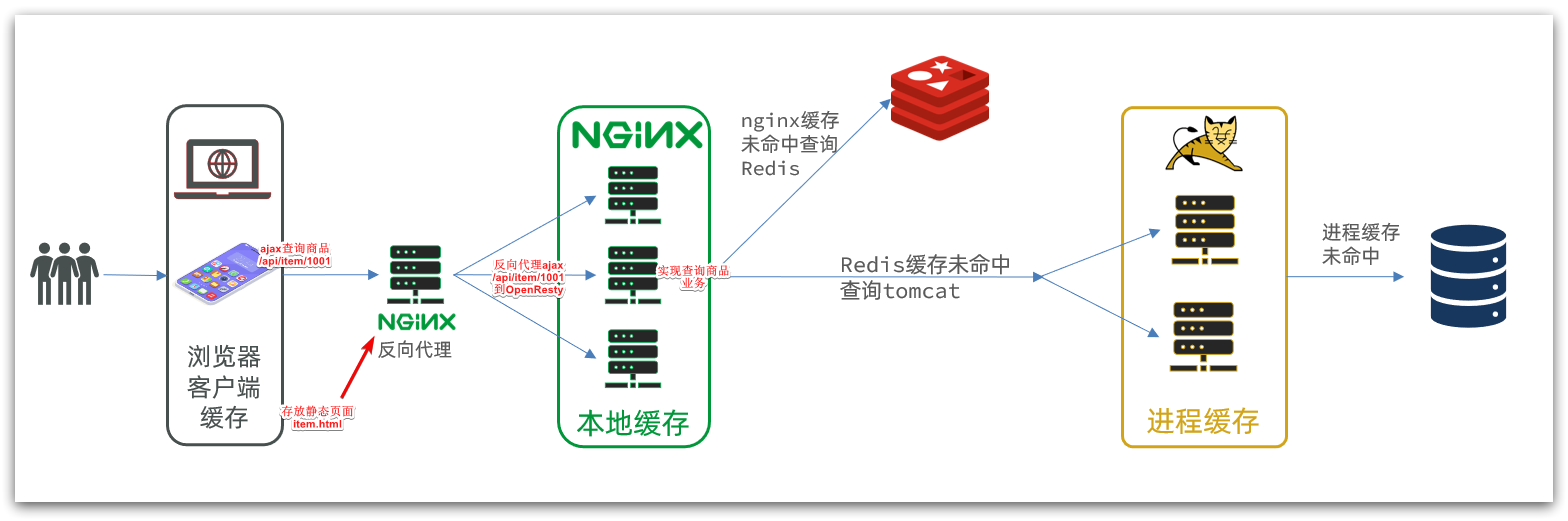 浏览器
客户端
缓存
ajax查询商品
/api/item/1001
NGINX
反向代理
存放静态页面
item.html
反向代理ajax
/api/item/1001
到OpenResty
NGINX
实现查询商品
业务
本地缓存
nginx缓存
未命中查询
Redis
Redis缓存未命中
查询tomcat
进程缓存
进程缓存
未命中